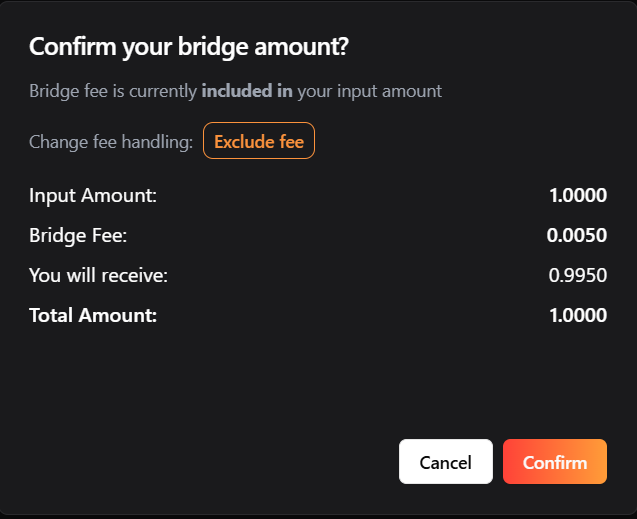 Confirm your bridge amount?
Bridge fee is currently included in your input amount
Change fee handling: Exclude fee
Input Amount: 1.0000
Bridge Fee: 0.0050
You will receive: 0.9950
Total Amount: 1.0000
Cancel Confirm